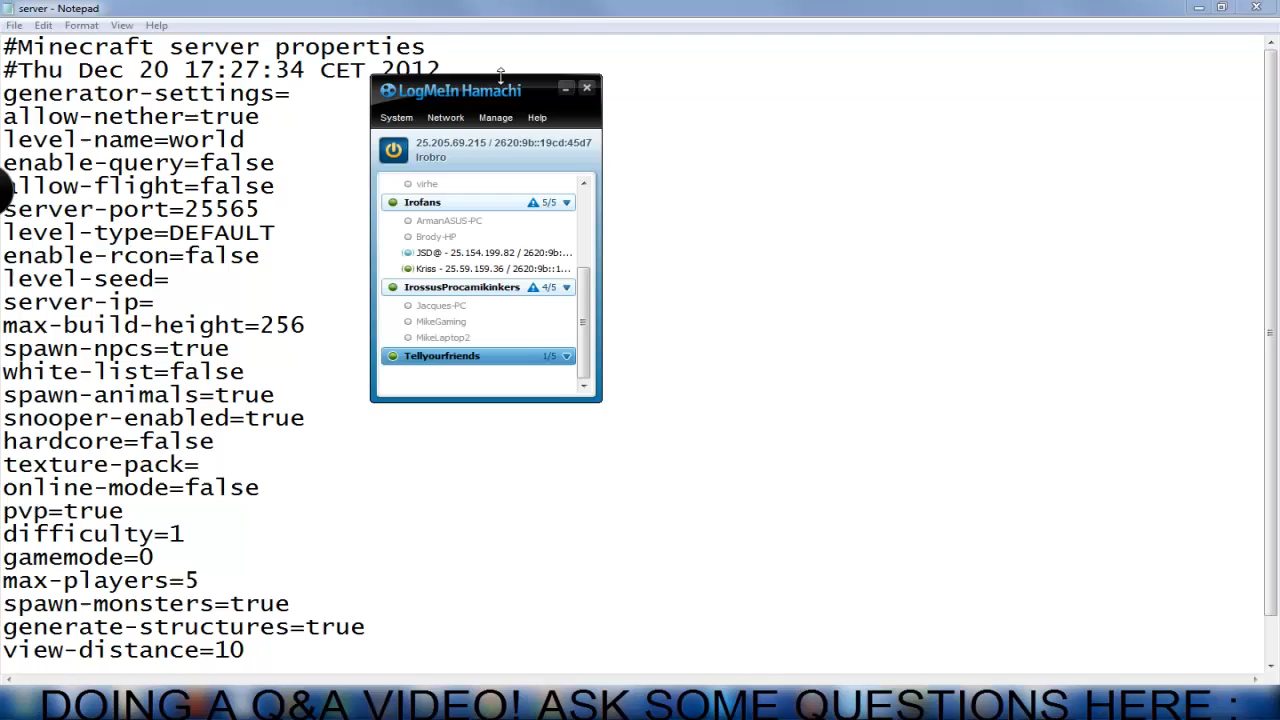 server - Notepad
File Edit Format View Help
#Minecraft server properties
#Thu Dec 20 17:27:34 CET 2012
generator-settings=
allow-nether=true
level-name=world
enable-query=false
allow-flight=false
server-port=25565
level-type=DEFAULT
enable-rcon=false
level-seed=
server-ip=
max-build-height=256
spawn-npcs=true
white-list=false
spawn-animals=true
snooper-enabled=true
hardcore=false
texture-pack=
online-mode=false
pvp=true
difficulty=1
gamemode=0
max-players=5
spawn-monsters=true
generate-structures=true
view-distance=10
LogMeIn Hamachi
System Network Manage Help
25.205.69.215 / 2620:9b::19cd:45d7
Irobro
virhe
Irofans 5/5
ArmanASUS-PC
Brody-HP
JSD@ - 25.154.199.82 / 2620:9b:...
Kriss - 25.59.159.36 / 2620:9b::1...
IrossusProcamikinkers 4/5
Jacques-PC
MikeGaming
MikeLaptop2
Tellyourfriends 1/5
DOING A Q&A VIDEO! ASK SOME QUESTIONS HERE :